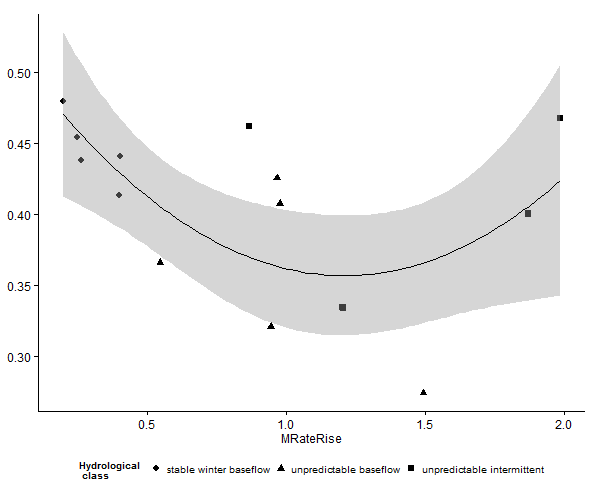 0.50
0.45
0.40
0.35
0.30
0.5 1.0 1.5 2.0
MRateRise
Hydrological
class
stable winter baseflow unpredictable baseflow unpredictable intermittent